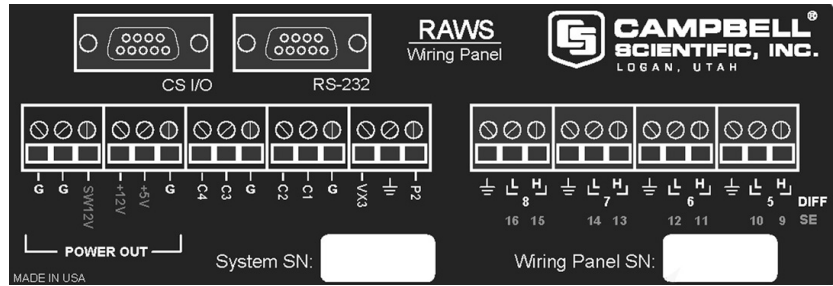 RAWS
Wiring Panel
CAMPBELL®
SCIENTIFIC, INC.
LOGAN, UTAH
CS I/O
RS-232
G G SW12V +12V +5V G C4 C3 G C2 C1 G VX3 P2
L H L H L H L H
8 7 6 5 DIFF
16 15 14 13 12 11 10 9 SE
POWER OUT
System SN:
Wiring Panel SN:
MADE IN USA